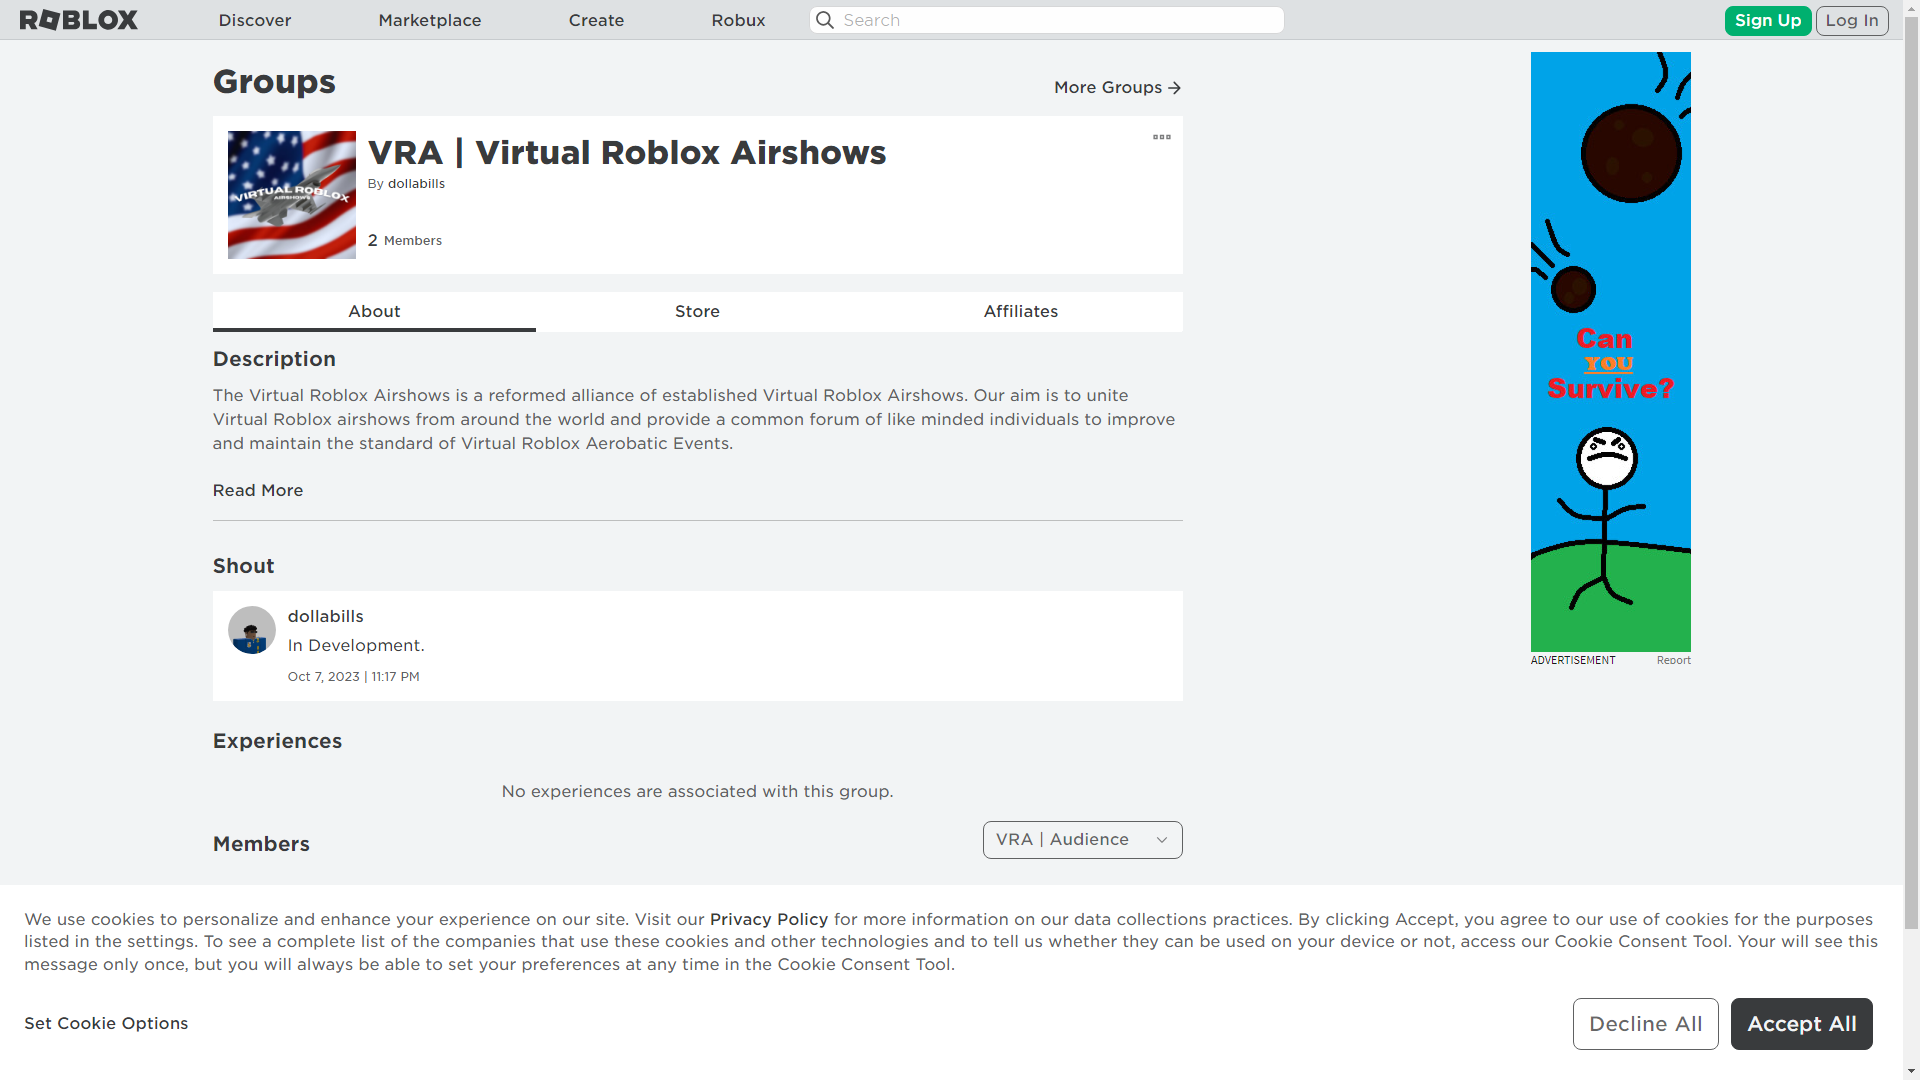 ROBLOX
Discover
Marketplace
Create
Robux
Search
Sign Up
Log In
Groups
More Groups
VIRTUAL ROBLOX
AIRSHOWS
VRA | Virtual Roblox Airshows
By dollabills
2 Members
About
Store
Affiliates
Description
The Virtual Roblox Airshows is a reformed alliance of established Virtual Roblox Airshows. Our aim is to unite
Virtual Roblox airshows from around the world and provide a common forum of like minded individuals to improve
and maintain the standard of Virtual Roblox Aerobatic Events.
Read More
Shout
dollabills
In Development.
Oct 7, 2023 | 11:17 PM
Experiences
No experiences are associated with this group.
Members
VRA | Audience
Can
YOU
Survive?
ADVERTISEMENT
Report
We use cookies to personalize and enhance your experience on our site. Visit our Privacy Policy for more information on our data collections practices. By clicking Accept, you agree to our use of cookies for the purposes
listed in the settings. To see a complete list of the companies that use these cookies and other technologies and to tell us whether they can be used on your device or not, access our Cookie Consent Tool. Your will see this
message only once, but you will always be able to set your preferences at any time in the Cookie Consent Tool.
Set Cookie Options
Decline All
Accept All